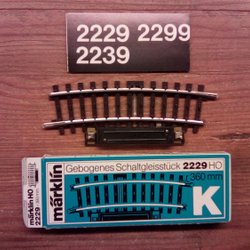 2229 2299
2239
Gebogenes Schaltgleisstück 2229 HO
r 360 mm
märklin
K
märklin HO
2229